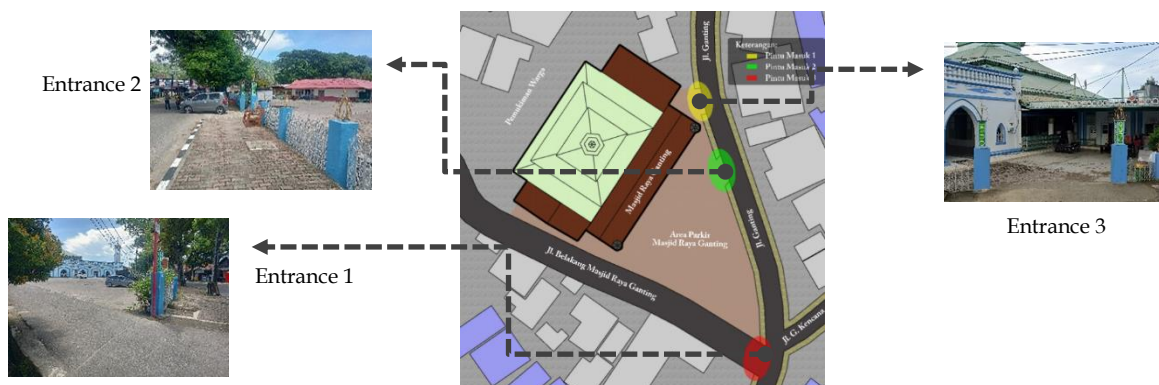 Entrance 2
Entrance 1
Entrance 3
Jl. Ganting
Keterangan:
Pintu Masuk 1
Pintu Masuk 2
Pintu Masuk 3
Pemukiman Warga
Masjid Raya Ganting
Area Parkir
Masjid Raya Ganting
Jl. Ganting
Jl. Belakang Masjid Raya Ganting
Jl. G. Kencana